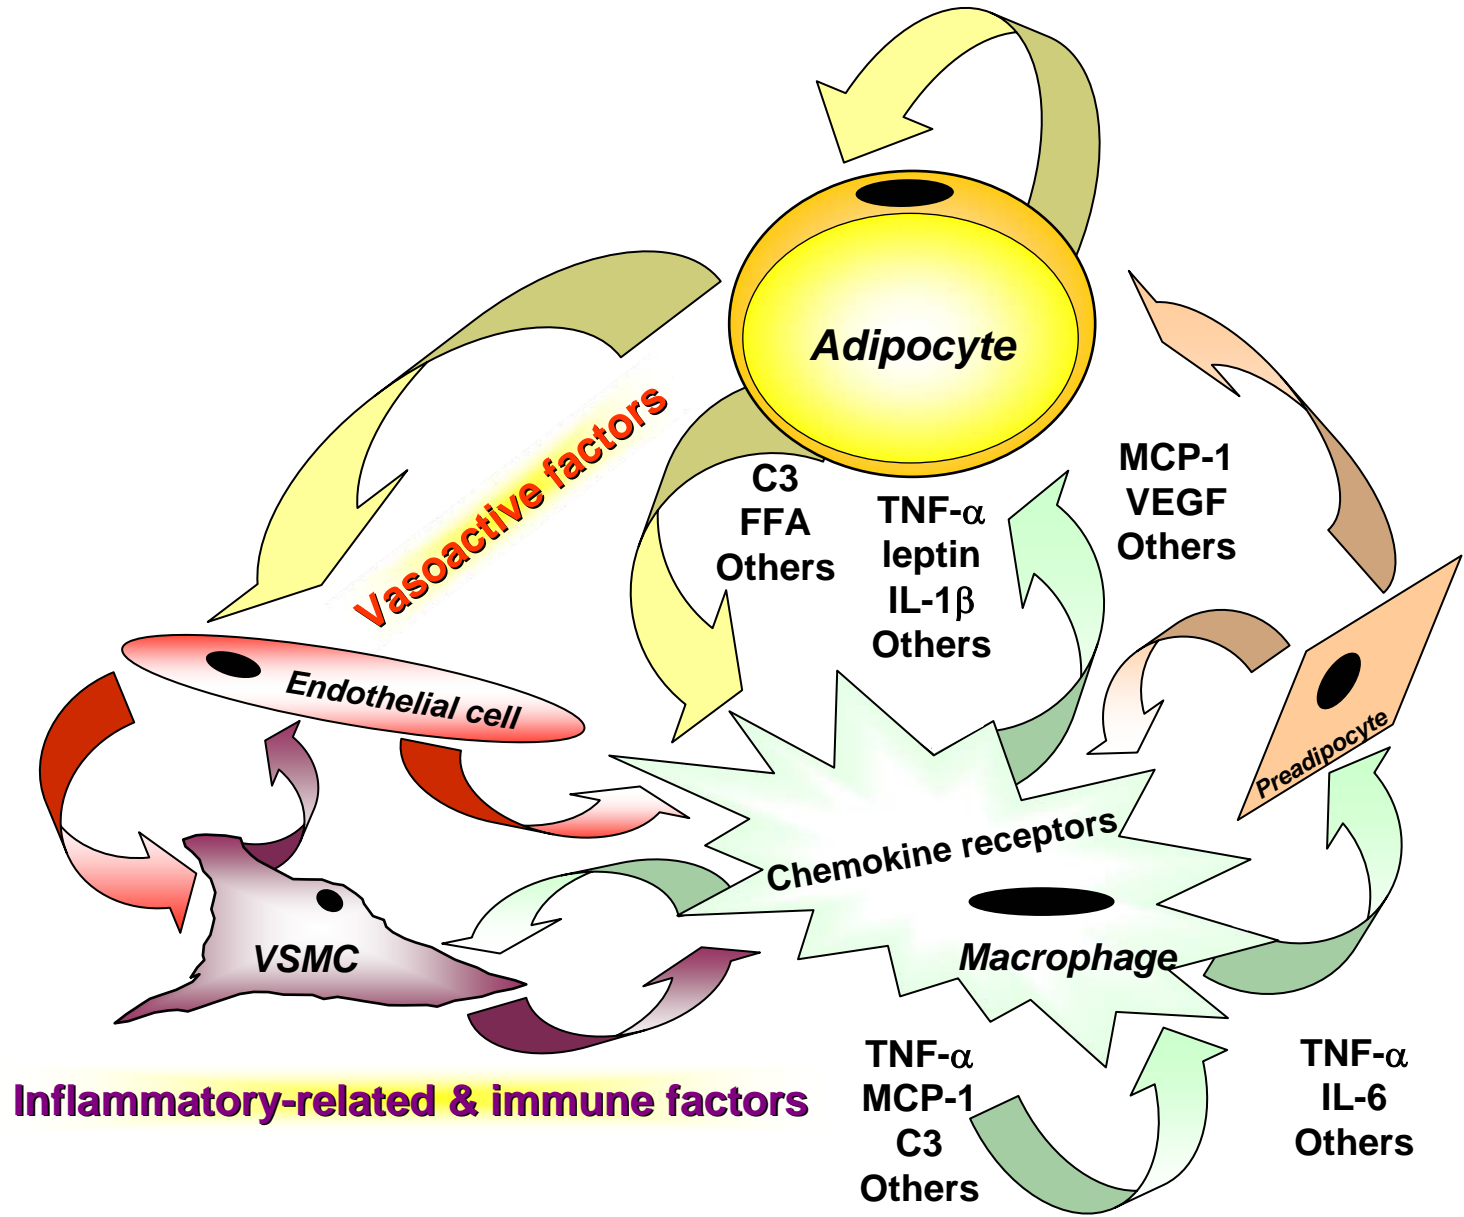 Adipocyte
Vasoactive factors
C3
FFA
Others
TNF-α
leptin
IL-1β
Others
MCP-1
VEGF
Others
Endothelial cell
Preadipocyte
Chemokine receptors
Macrophage
VSMC
Inflammatory-related & immune factors
TNF-α
MCP-1
C3
Others
TNF-α
IL-6
Others